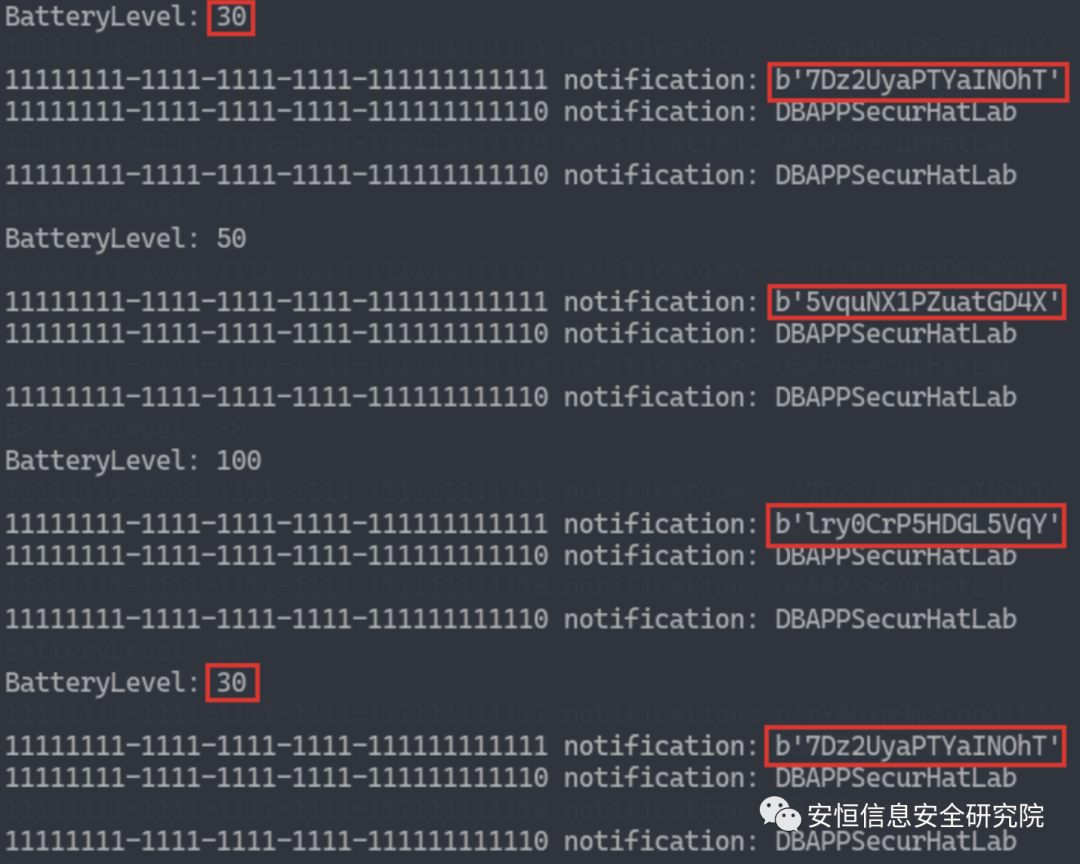 BatteryLevel: 30
11111111-1111-1111-1111-111111111111 notification: b'7Dz2UyaPTYaINOhT'
11111111-1111-1111-1111-111111111110 notification: DBAPPSecurHatLab
11111111-1111-1111-1111-111111111110 notification: DBAPPSecurHatLab
BatteryLevel: 50
11111111-1111-1111-1111-111111111111 notification: b'5vquNX1PZuatGD4X'
11111111-1111-1111-1111-111111111110 notification: DBAPPSecurHatLab
11111111-1111-1111-1111-111111111110 notification: DBAPPSecurHatLab
BatteryLevel: 100
11111111-1111-1111-1111-111111111111 notification: b'lry0CrP5HDGL5VqY'
11111111-1111-1111-1111-111111111110 notification: DBAPPSecurHatLab
11111111-1111-1111-1111-111111111110 notification: DBAPPSecurHatLab
BatteryLevel: 30
11111111-1111-1111-1111-111111111111 notification: b'7Dz2UyaPTYaINOhT'
11111111-1111-1111-1111-111111111110 notification: DBAPPSecurHatLab
安恒信息安全研究院
11111111-1111-1111-1111-111111111110 notification: DBAPPSecurHatLab